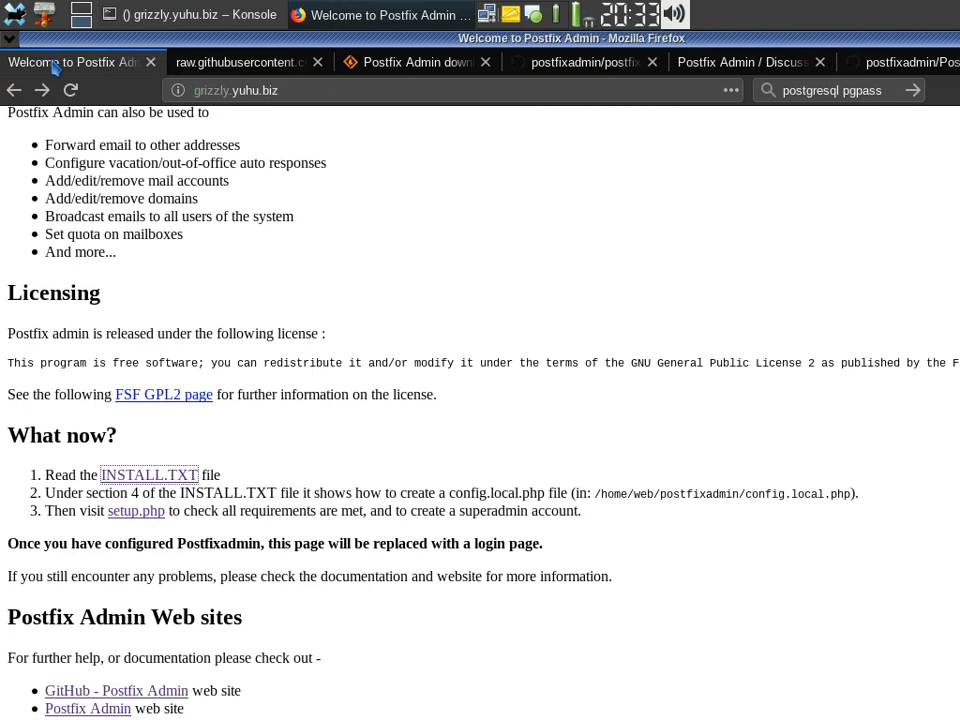 () grizzly.yuhu.biz – Konsole
Welcome to Postfix Admin ...
20:33
Welcome to Postfix Admin - Mozilla Firefox
Welcome to Postfix Adm
raw.githubusercontent.c
Postfix Admin down
postfixadmin/postfix
Postfix Admin / Discuss
postfixadmin/Pos
grizzly.yuhu.biz
postgresql pgpass
Postfix Admin can also be used to
Forward email to other addresses
Configure vacation/out-of-office auto responses
Add/edit/remove mail accounts
Add/edit/remove domains
Broadcast emails to all users of the system
Set quota on mailboxes
And more...
Licensing
Postfix admin is released under the following license :
This program is free software; you can redistribute it and/or modify it under the terms of the GNU General Public License 2 as published by the F
See the following FSF GPL2 page for further information on the license.
What now?
1. Read the INSTALL.TXT file
2. Under section 4 of the INSTALL.TXT file it shows how to create a config.local.php file (in: /home/web/postfixadmin/config.local.php).
3. Then visit setup.php to check all requirements are met, and to create a superadmin account.
Once you have configured Postfixadmin, this page will be replaced with a login page.
If you still encounter any problems, please check the documentation and website for more information.
Postfix Admin Web sites
For further help, or documentation please check out -
GitHub - Postfix Admin web site
Postfix Admin web site